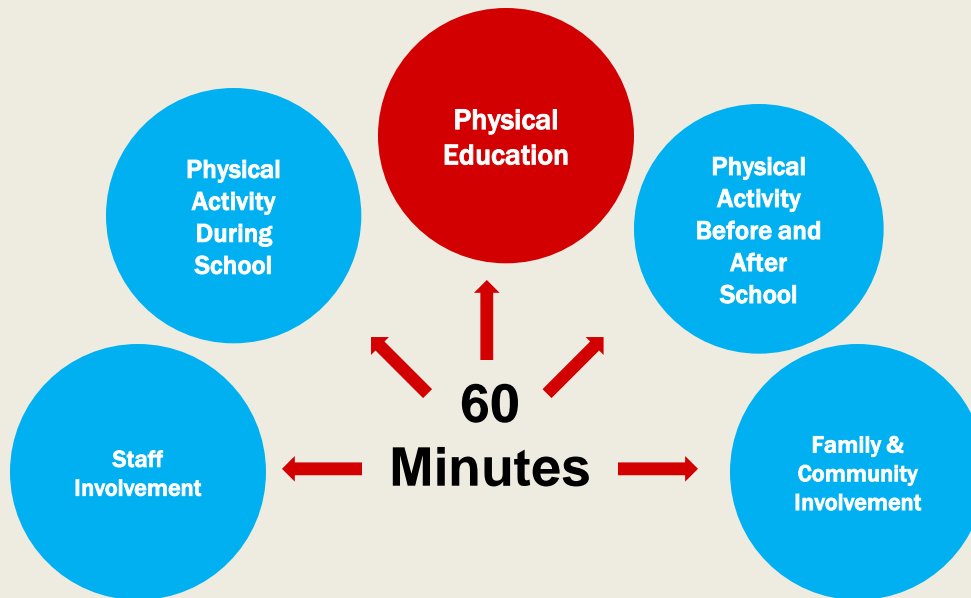 Physical
Education
Physical
Activity
During
School
Physical
Activity
Before and
After
School
Staff
Involvement
60
Minutes
Family &
Community
Involvement